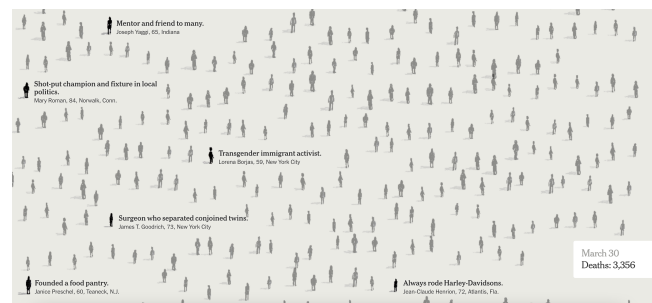 Mentor and friend to many.
Joseph Yaggi, 65, Indiana
Shot-put champion and fixture in local
politics.
Mary Roman, 84, Norwalk, Conn.
Transgender immigrant activist.
Lorena Borjas, 59, New York City
Surgeon who separated conjoined twins.
James T. Goodrich, 73, New York City
March 30
Deaths: 3,356
Founded a food pantry.
Janice Preschel, 60, Teaneck, N.J.
Always rode Harley-Davidsons.
Jean-Claude Henrion, 72, Atlantis, Fla.